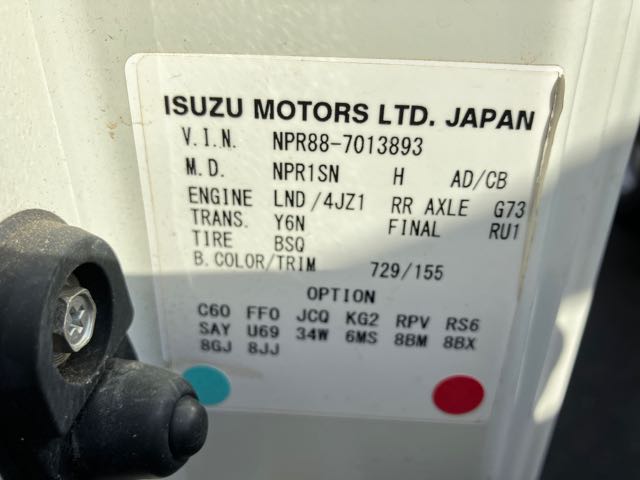 ISUZU MOTORS LTD. JAPAN
V.I.N. NPR88-7013893
M.D. NPR1SN H AD/CB
ENGINE LND/4JZ1 RR AXLE G73
TRANS. Y6N FINAL RU1
TIRE BSQ
B.COLOR/TRIM 729/155
OPTION
C60 FF0 JCQ KG2 RPV RS6
SAY U69 34W 6MS 8BM 8BX
8GJ 8JJ